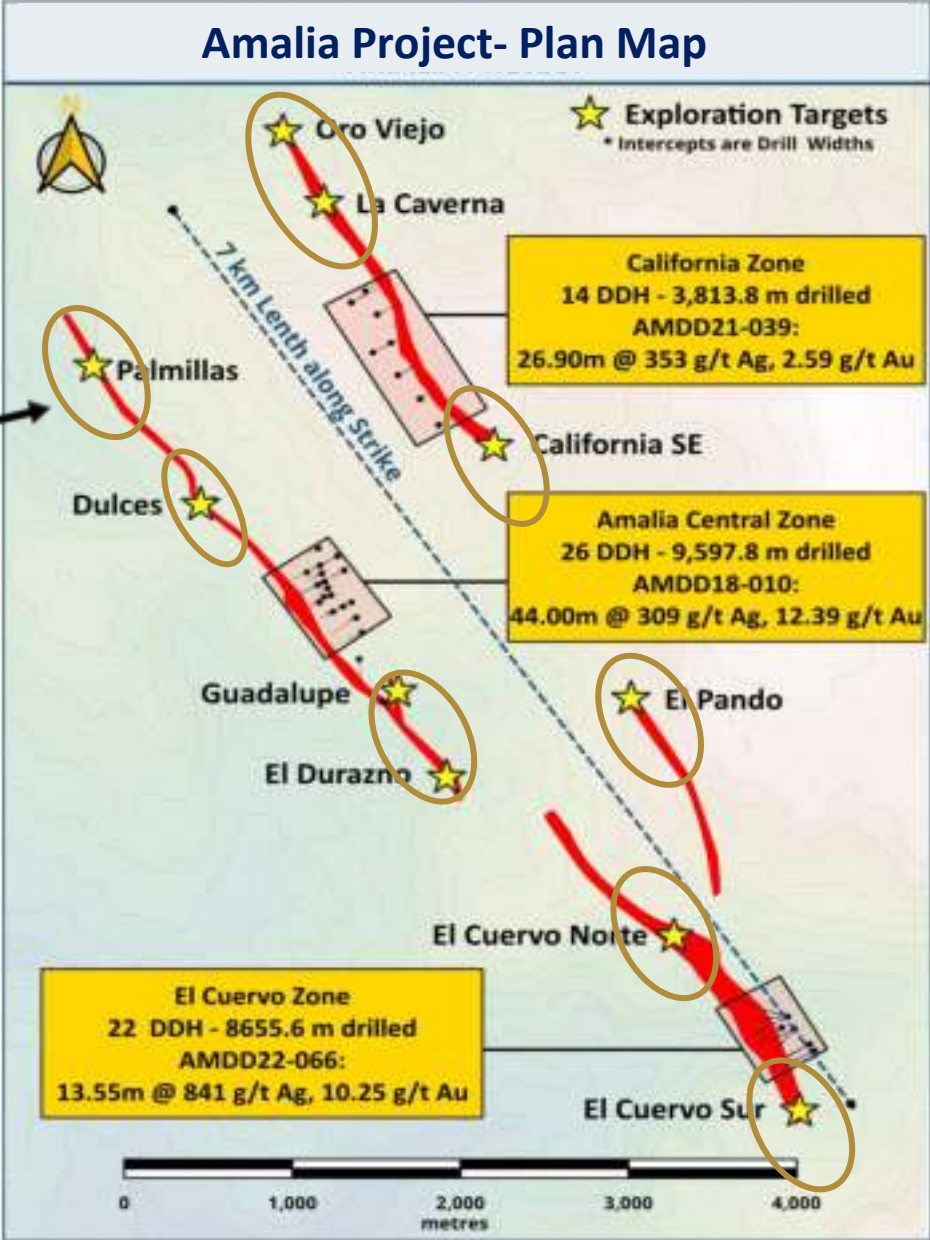 Amalia Project- Plan Map
N
Exploration Targets
* Intercepts are Drill Widths
Oro Viejo
La Caverna
7 km Lenth along Strike
California Zone
14 DDH - 3,813.8 m drilled
AMDD21-039:
26.90m @ 353 g/t Ag, 2.59 g/t Au
Palmillas
California SE
Dulces
Amalia Central Zone
26 DDH - 9,597.8 m drilled
AMDD18-010:
44.00m @ 309 g/t Ag, 12.39 g/t Au
Guadalupe
El Pando
El Durazno
El Cuervo Norte
El Cuervo Zone
22 DDH - 8655.6 m drilled
AMDD22-066:
13.55m @ 841 g/t Ag, 10.25 g/t Au
El Cuervo Sur
0 1,000 2,000 3,000 4,000
metres